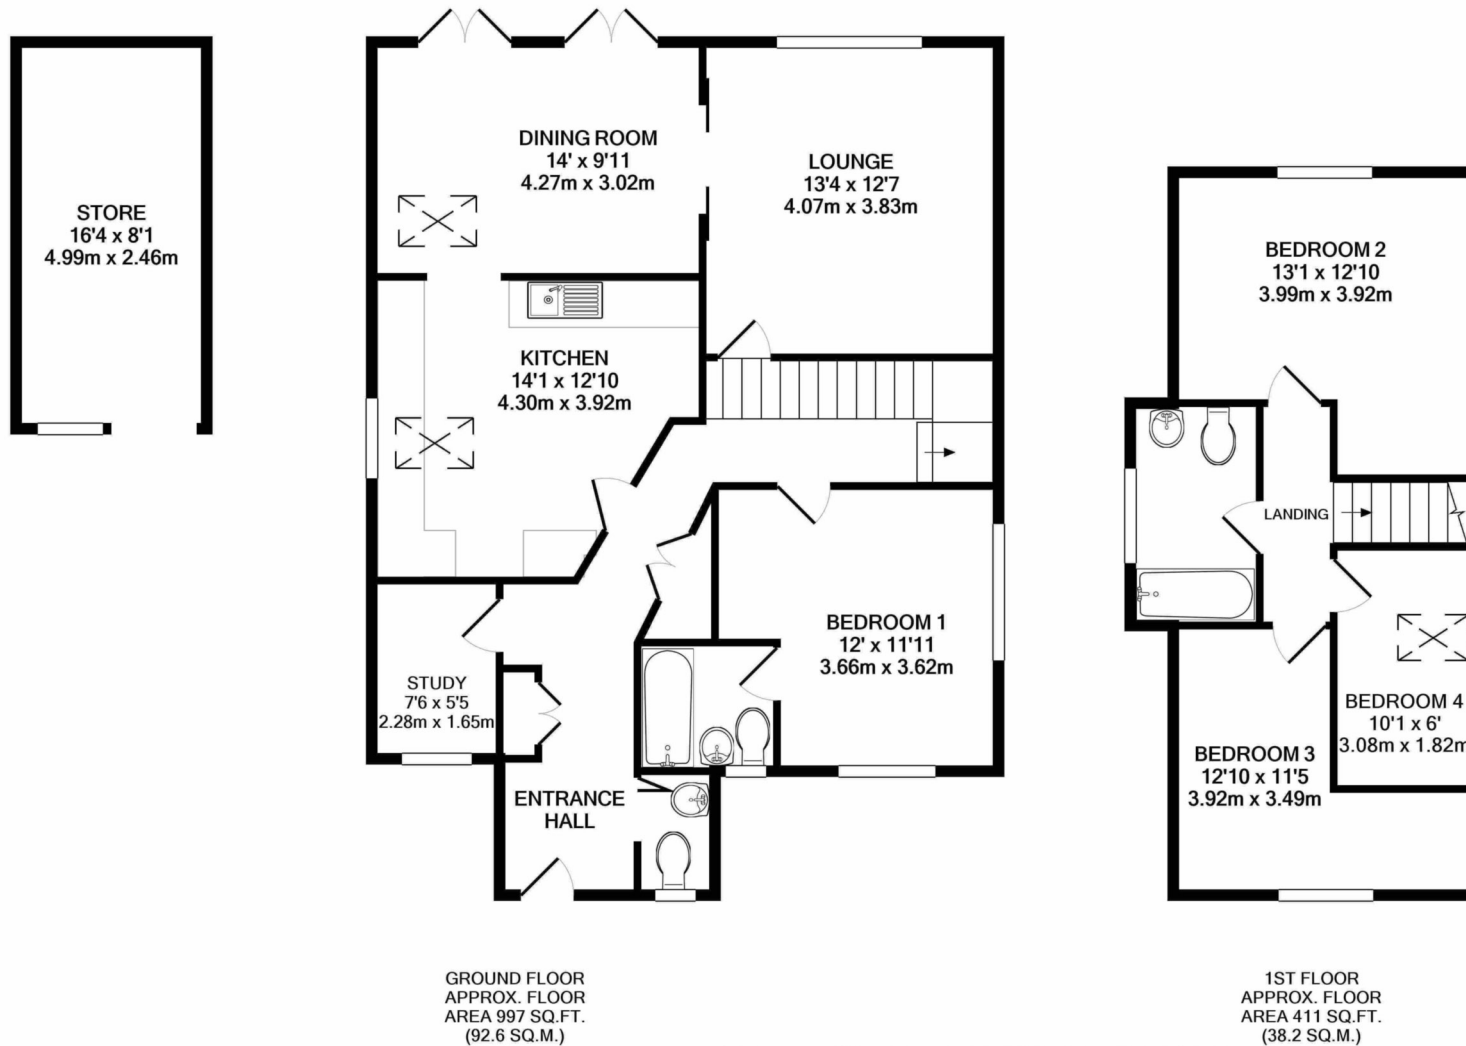 STORE
16'4 x 8'1
4.99m x 2.46m
DINING ROOM
14' x 9'11
4.27m x 3.02m
LOUNGE
13'4 x 12'7
4.07m x 3.83m
KITCHEN
14'1 x 12'10
4.30m x 3.92m
BEDROOM 1
12' x 11'11
3.66m x 3.62m
STUDY
7'6 x 5'5
2.28m x 1.65m
ENTRANCE
HALL
GROUND FLOOR
APPROX. FLOOR
AREA 997 SQ.FT.
(92.6 SQ.M.)
BEDROOM 2
13'1 x 12'10
3.99m x 3.92m
LANDING
BEDROOM 4
10'1 x 6'
3.08m x 1.82m
BEDROOM 3
12'10 x 11'5
3.92m x 3.49m
1ST FLOOR
APPROX. FLOOR
AREA 411 SQ.FT.
(38.2 SQ.M.)